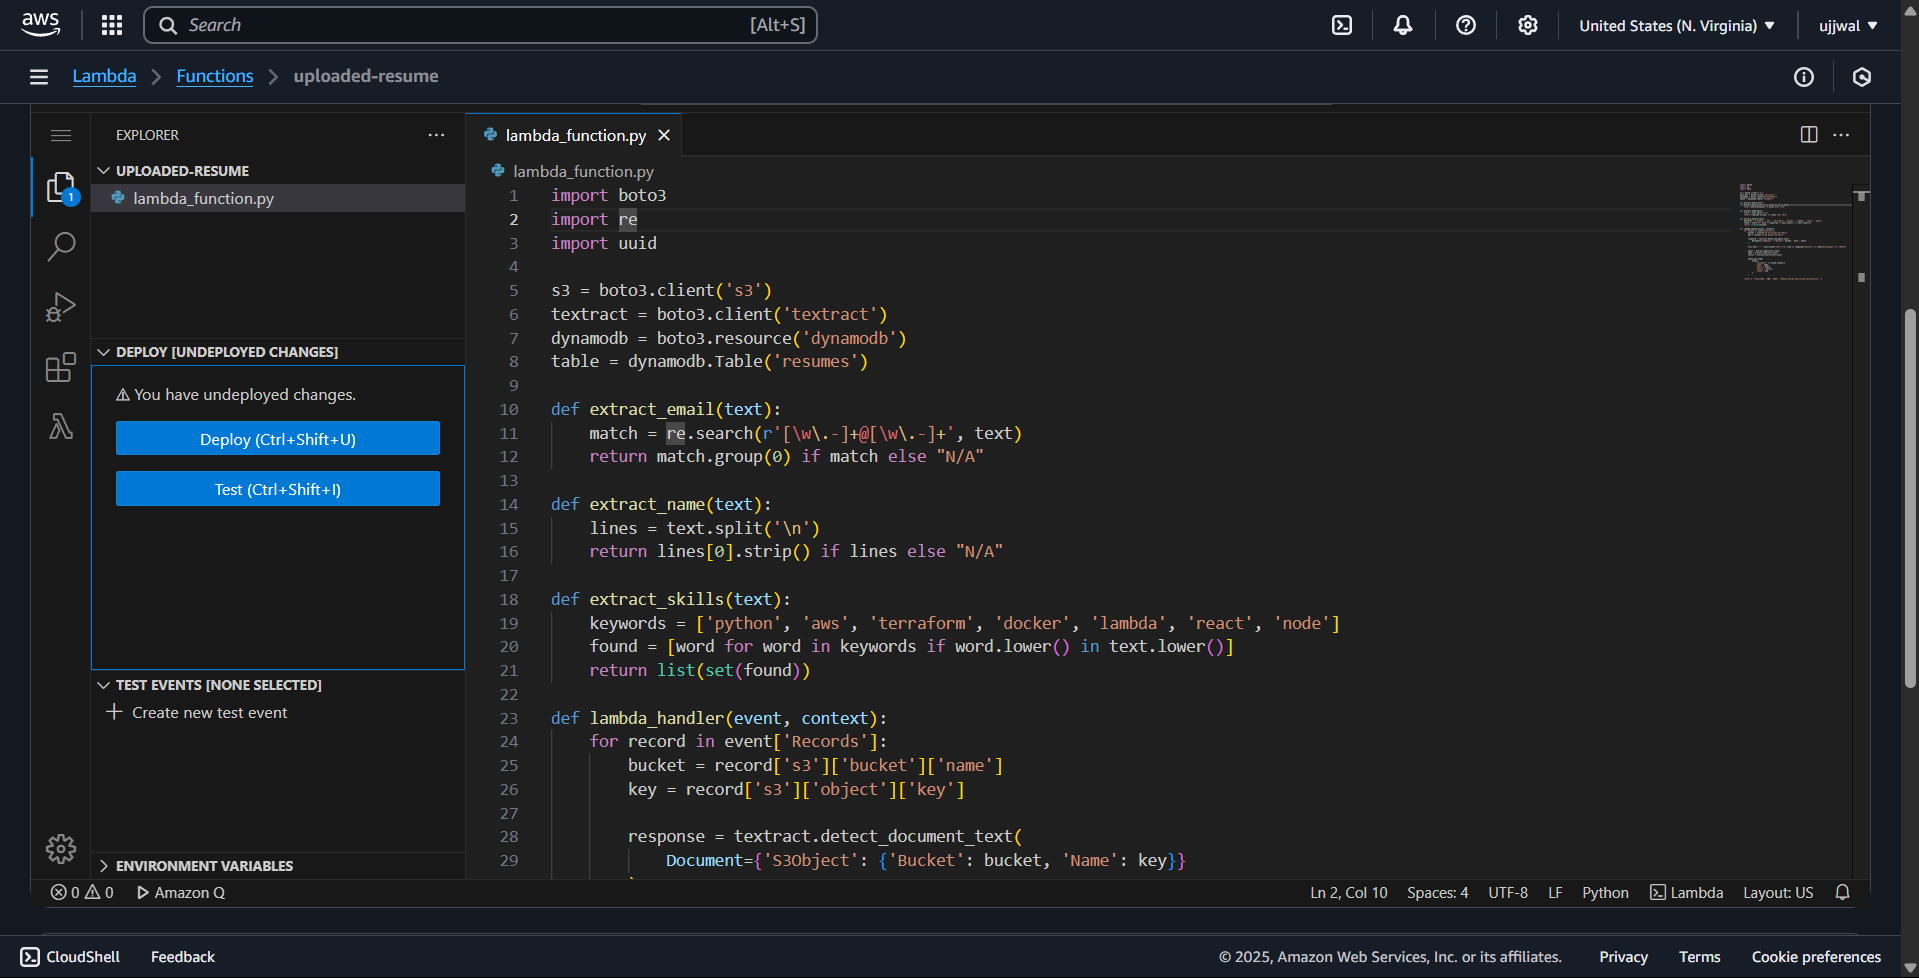 aws
Search
[Alt+S]
United States (N. Virginia)
ujjwal
Lambda
Functions
uploaded-resume
EXPLORER
UPLOADED-RESUME
lambda_function.py
1
DEPLOY [UNDEPLOYED CHANGES]
You have undeployed changes.
Deploy (Ctrl+Shift+U)
Test (Ctrl+Shift+I)
TEST EVENTS [NONE SELECTED]
Create new test event
ENVIRONMENT VARIABLES
lambda_function.py
lambda_function.py
1 import boto3
2 import re
3 import uuid
4
5 s3 = boto3.client('s3')
6 textract = boto3.client('textract')
7 dynamodb = boto3.resource('dynamodb')
8 table = dynamodb.Table('resumes')
9
10 def extract_email(text):
11 match = re.search(r'[\w\.-]+@[\w\.-]+', text)
12 return match.group(0) if match else "N/A"
13
14 def extract_name(text):
15 lines = text.split('\n')
16 return lines[0].strip() if lines else "N/A"
17
18 def extract_skills(text):
19 keywords = ['python', 'aws', 'terraform', 'docker', 'lambda', 'react', 'node']
20 found = [word for word in keywords if word.lower() in text.lower()]
21 return list(set(found))
22
23 def lambda_handler(event, context):
24 for record in event['Records']:
25 bucket = record['s3']['bucket']['name']
26 key = record['s3']['object']['key']
27
28 response = textract.detect_document_text(
29 Document={'S3Object': {'Bucket': bucket, 'Name': key}}
0
0
Amazon Q
Ln 2, Col 10
Spaces: 4
UTF-8
LF
Python
Lambda
Layout: US
CloudShell
Feedback
© 2025, Amazon Web Services, Inc. or its affiliates.
Privacy
Terms
Cookie preferences